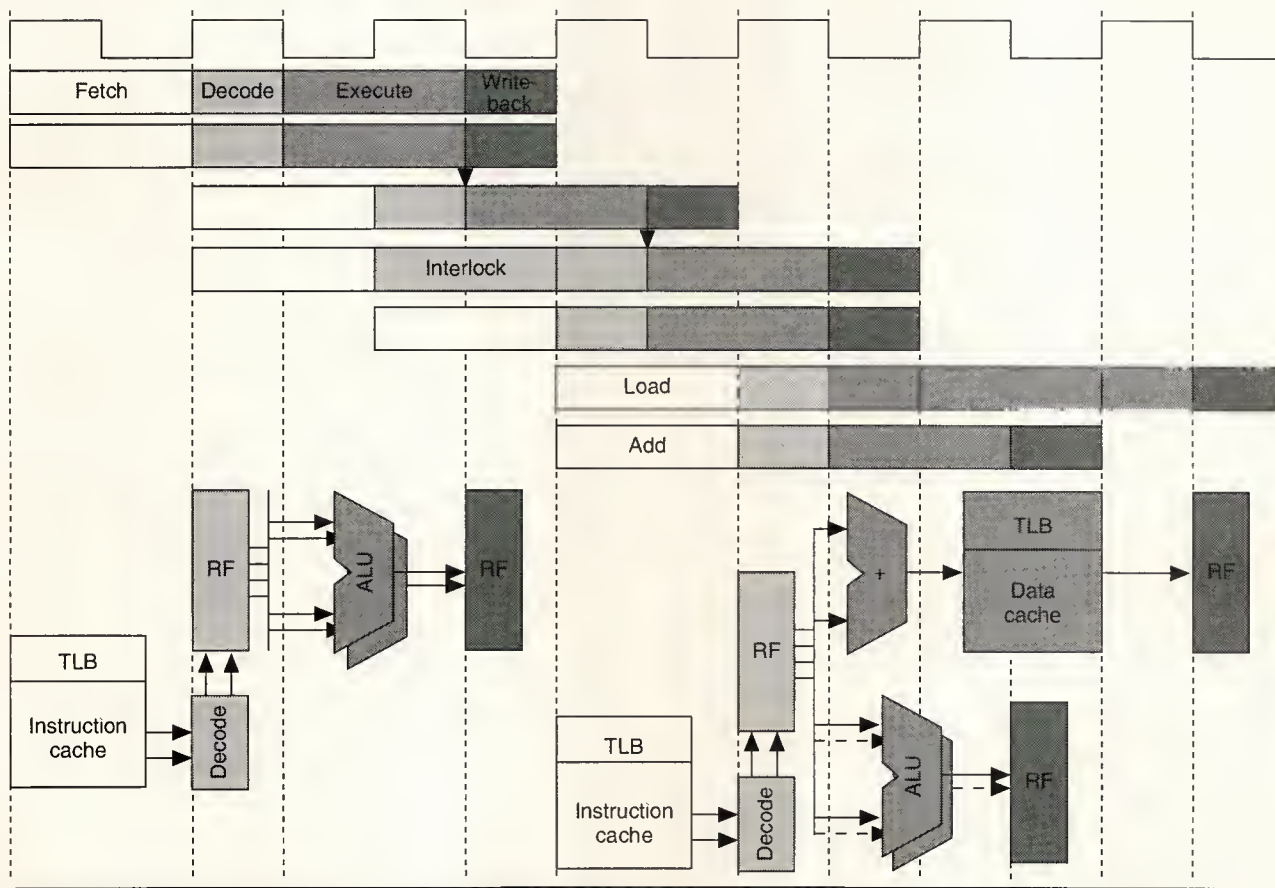 Fetch Decode Execute Write-
back
Interlock
Load
Add
RF
ALU
RF
TLB
Instruction
cache
Decode
+
TLB
Data
cache
RF
RF
TLB
Instruction
cache
Decode
ALU
RF